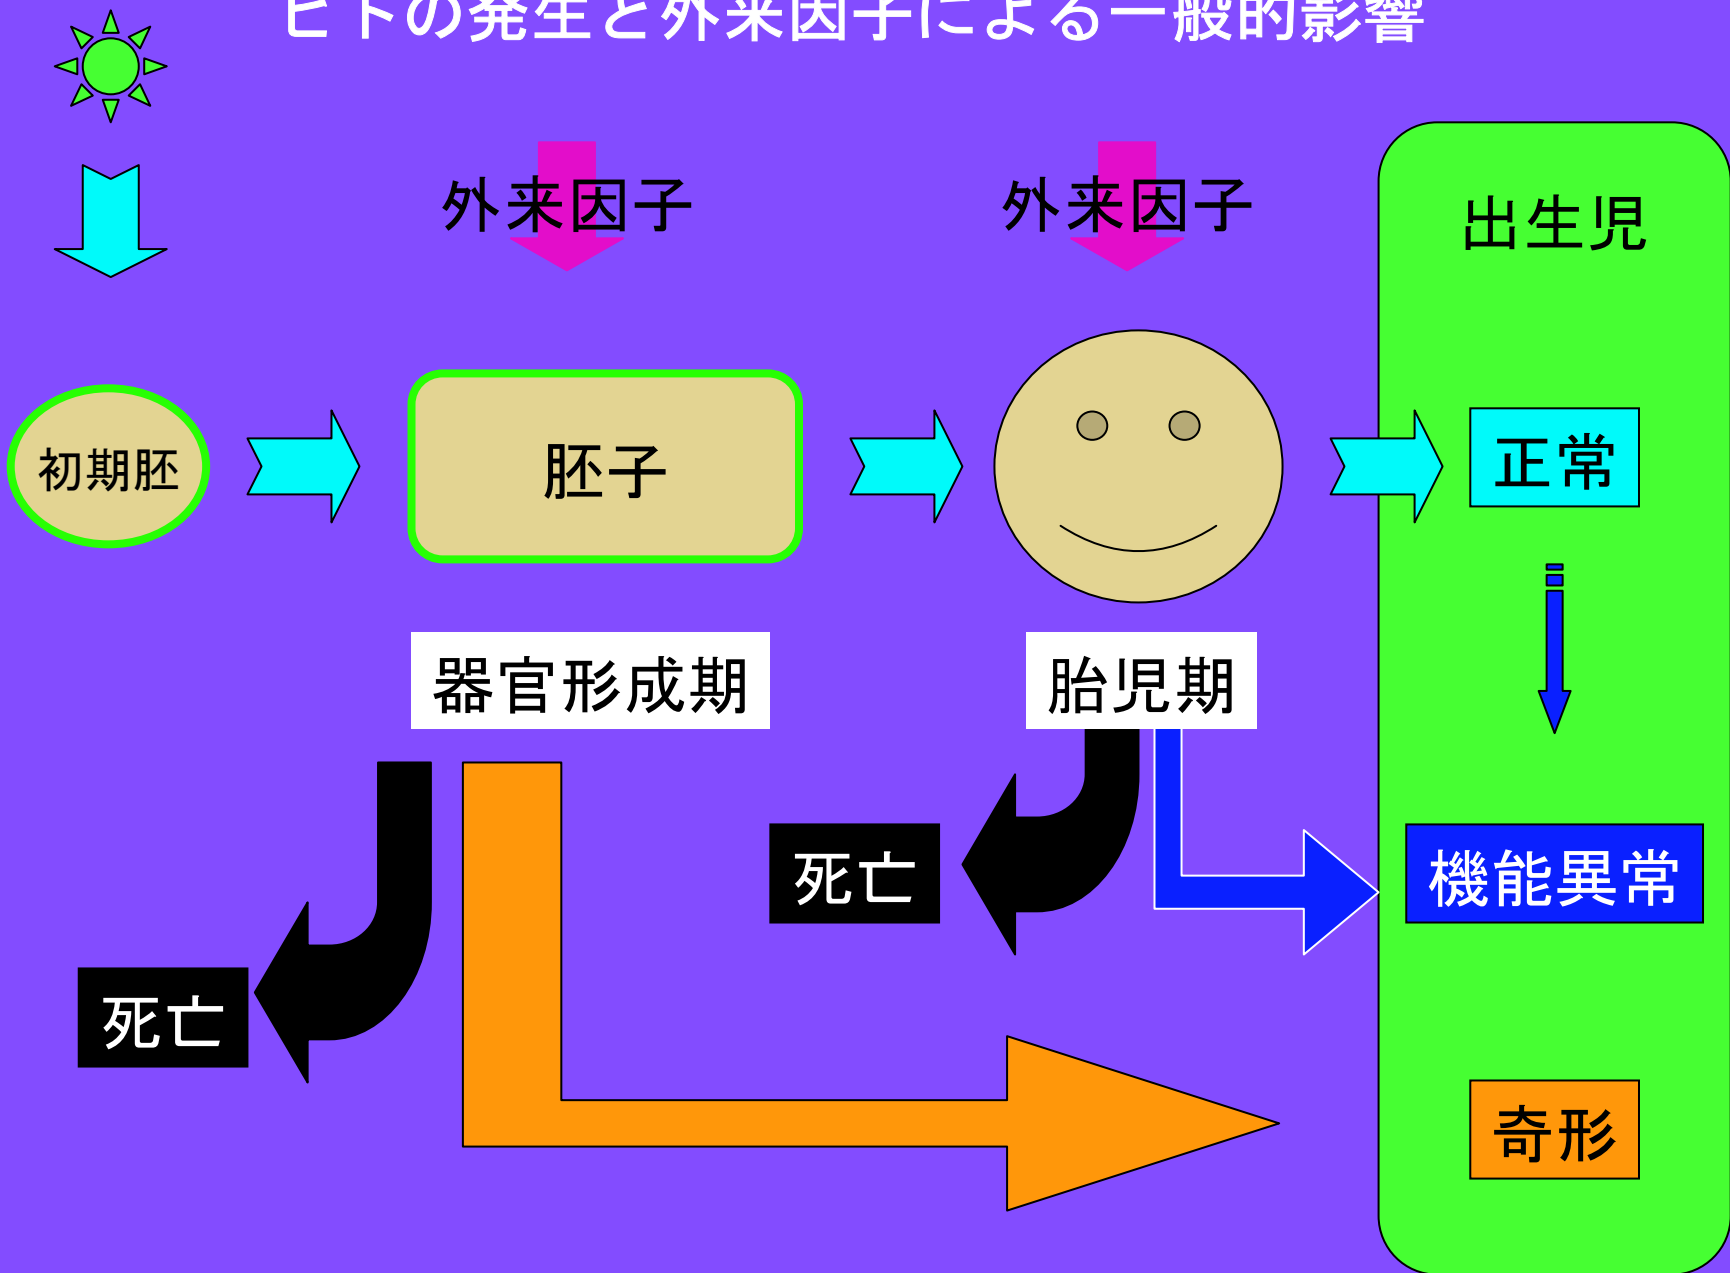 ヒトの発生と外来因子による一般的影響
外来因子
外来因子
出生児
初期胚
胚子
正常
器官形成期
胎児期
死亡
機能異常
死亡
奇形